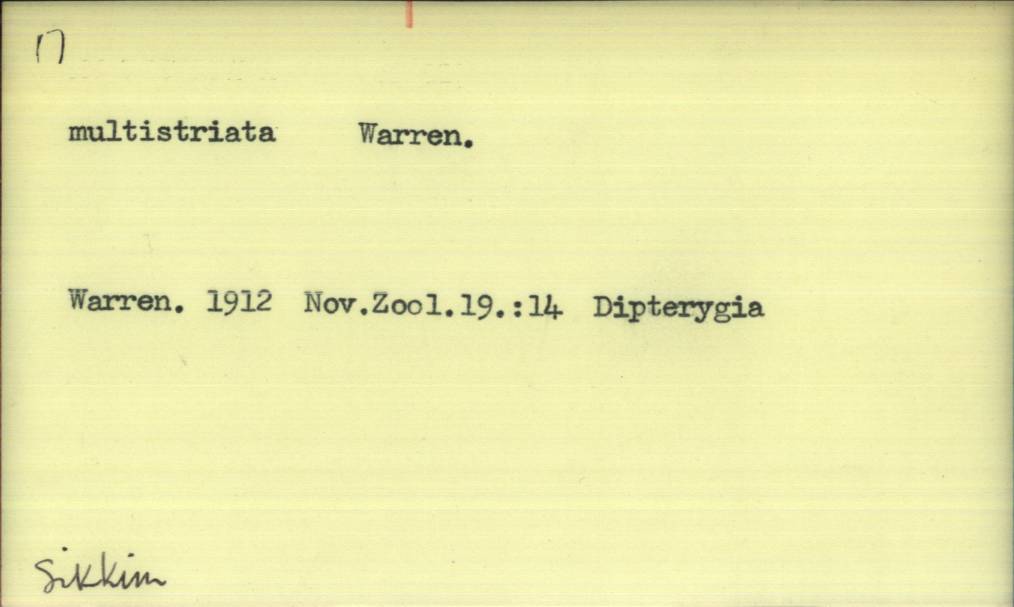 17
multistriata Warren.
Warren. 1912 Nov.Zool.19.:14 Dipterygia
Sikkim